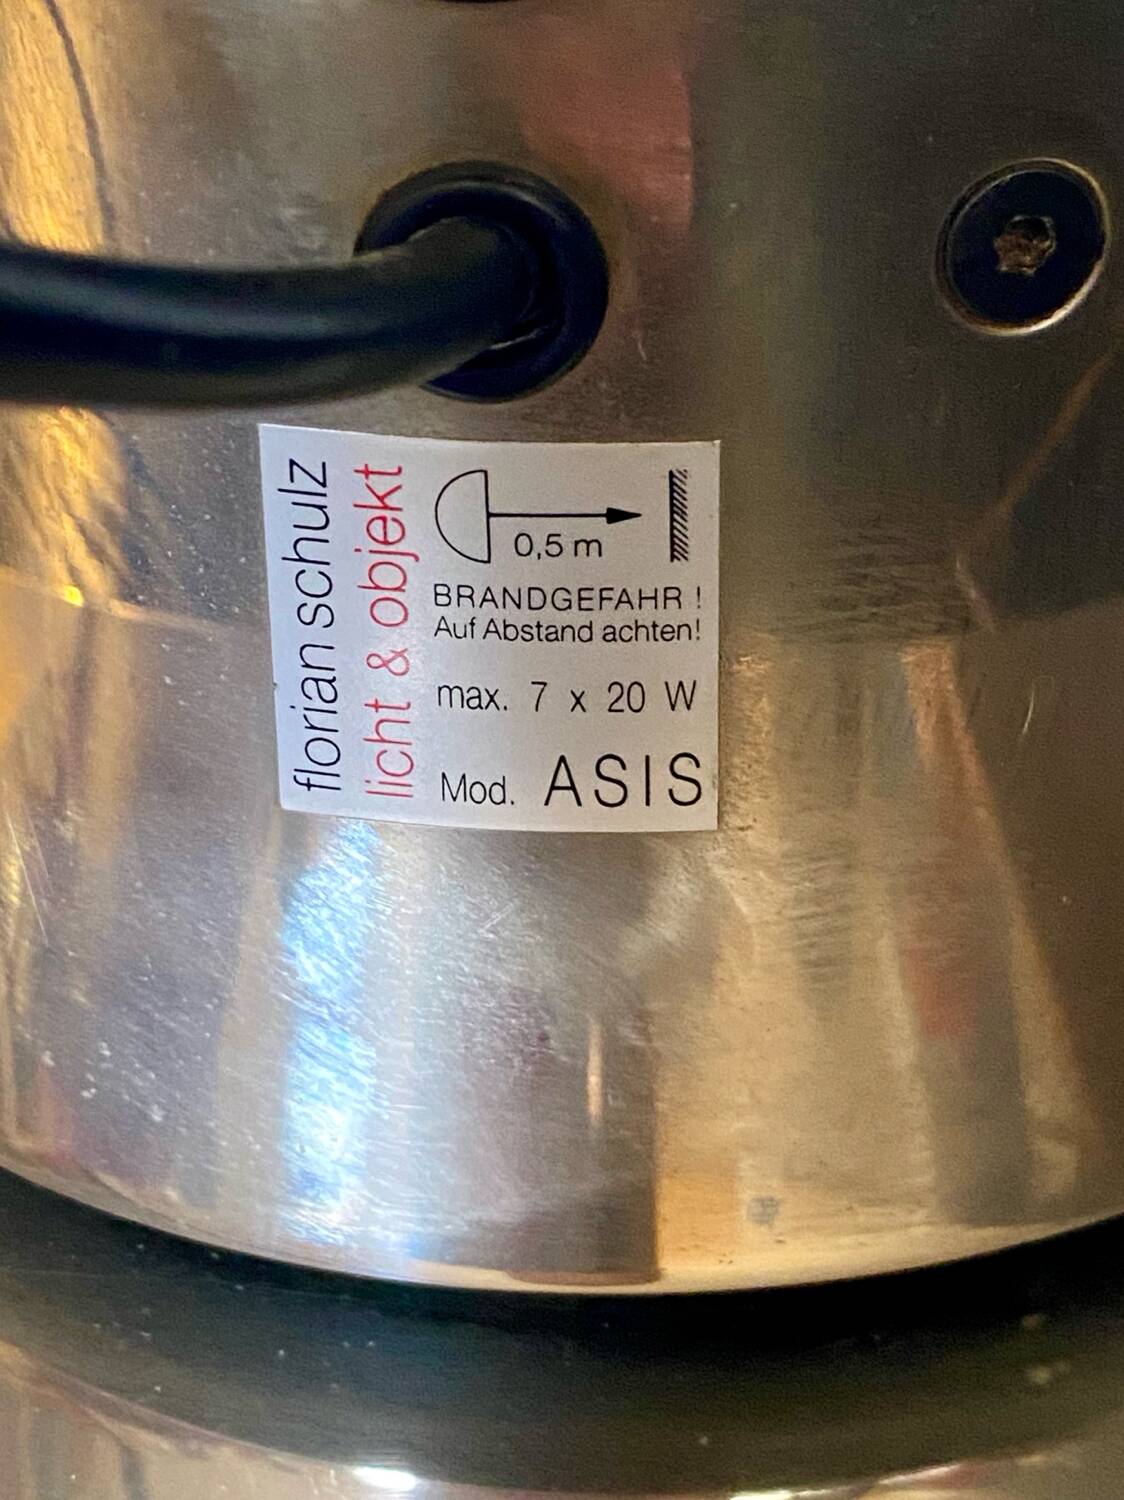 florian schulz
licht & objekt
0,5 m
BRANDGEFAHR !
Auf Abstand achten!
max. 7 x 20 W
Mod. ASIS